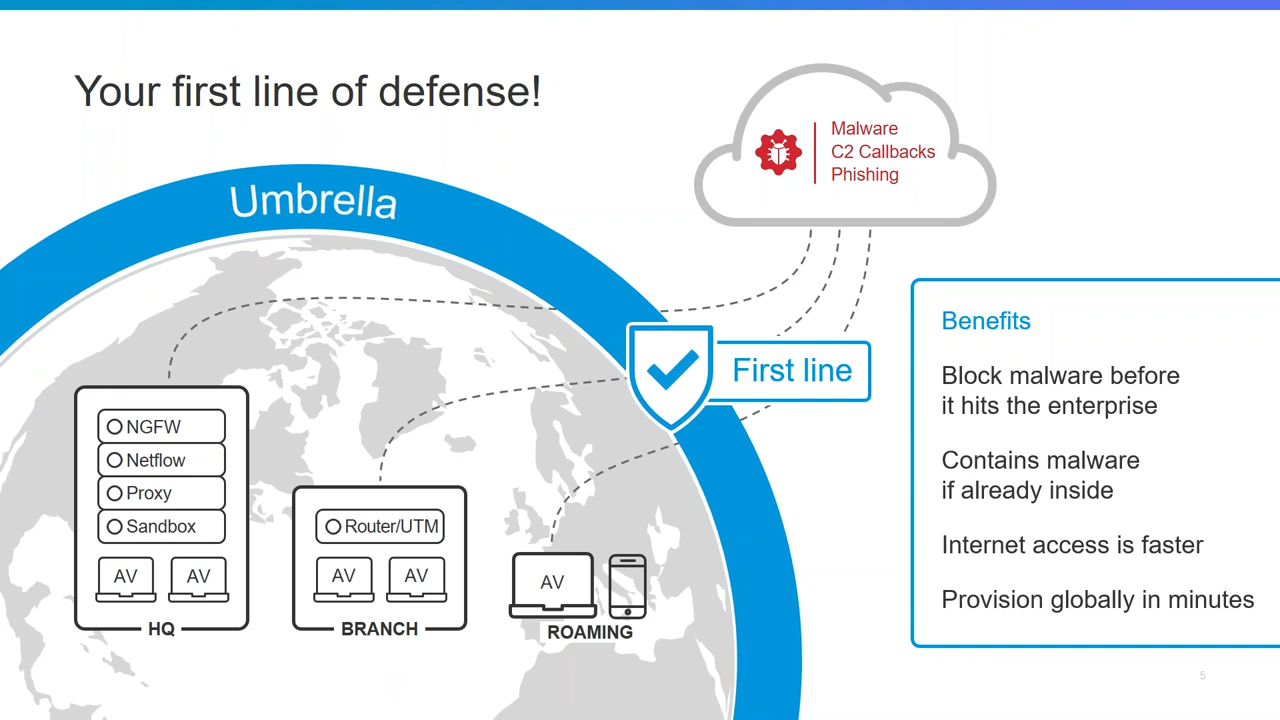 Your first line of defense!
Malware
C2 Callbacks
Phishing
Umbrella
First line
Benefits
Block malware before
it hits the enterprise
Contains malware
if already inside
Internet access is faster
Provision globally in minutes
NGFW
Netflow
Proxy
Sandbox
AV
AV
HQ
Router/UTM
AV
AV
BRANCH
AV
ROAMING
5